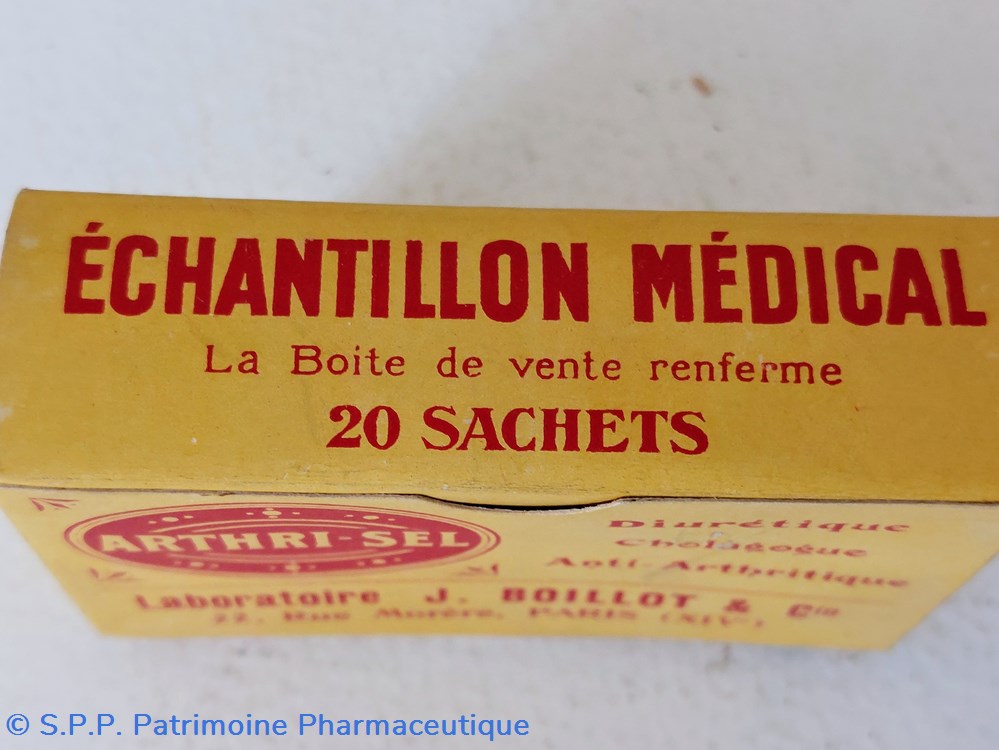 ÉCHANTILLON MÉDICAL
La Boite de vente renferme
20 SACHETS
ARTHRI-SEL
Diurétique
Cholagogue
Anti-Arthritique
Laboratoire J. BOILLOT & Cie
22, Rue Morère, PARIS (XIVe)
© S.P.P. Patrimoine Pharmaceutique